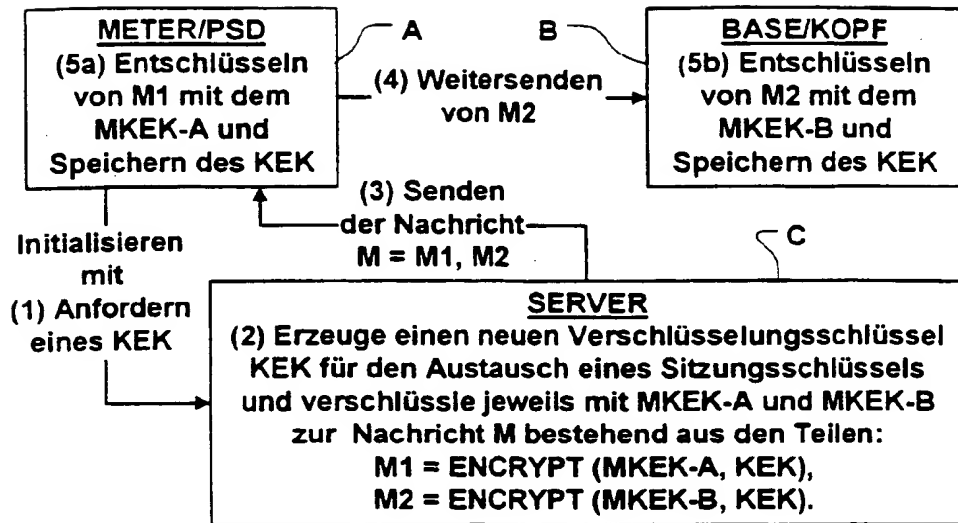 METER/PSD
(5a) Entschlüsseln
von M1 mit dem
MKEK-A und
Speichern des KEK
A
B
(4) Weitersenden
von M2
BASE/KOPF
(5b) Entschlüsseln
von M2 mit dem
MKEK-B und
Speichern des KEK
Initialisieren
mit
(1) Anfordern
eines KEK
(3) Senden
der Nachricht
M = M1, M2
C
SERVER
(2) Erzeuge einen neuen Verschlüsselungsschlüssel
KEK für den Austausch eines Sitzungsschlüssels
und verschlüssle jeweils mit MKEK-A und MKEK-B
zur Nachricht M bestehend aus den Teilen:
M1 = ENCRYPT (MKEK-A, KEK),
M2 = ENCRYPT (MKEK-B, KEK).